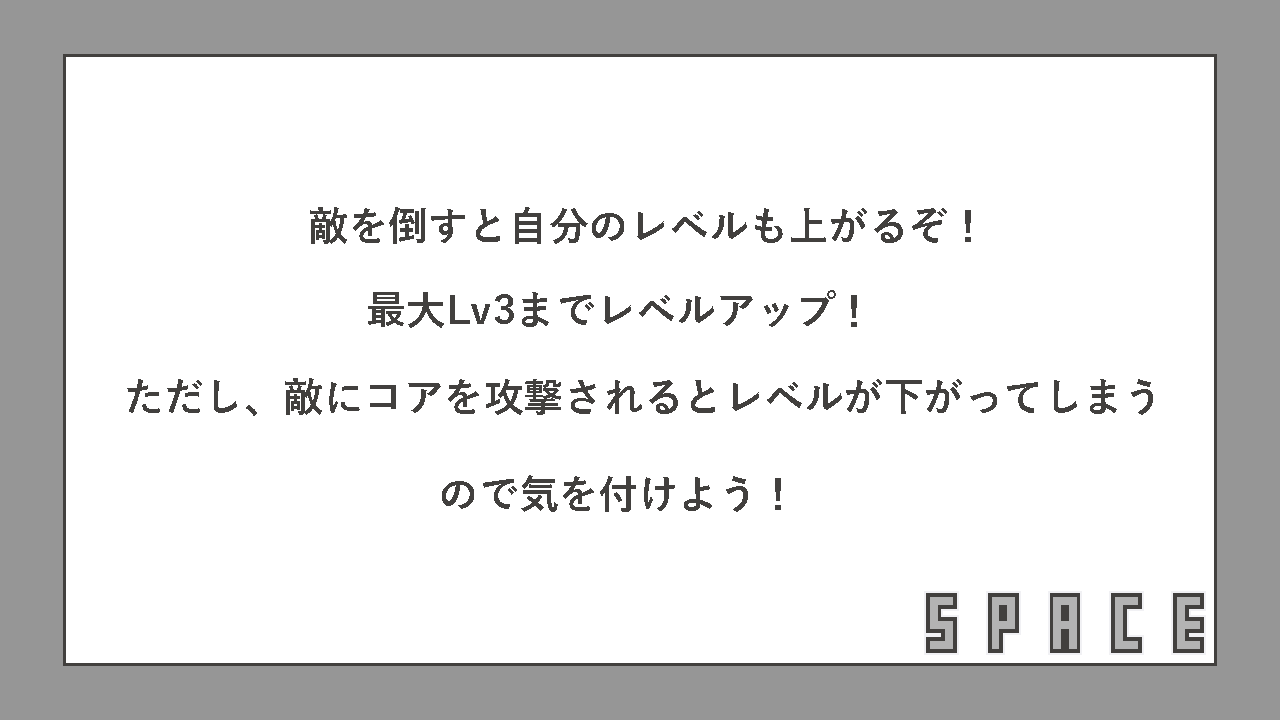 敵を倒すと自分のレベルも上がるぞ！
最大Lv3までレベルアップ！
ただし、敵にコアを攻撃されるとレベルが下がってしまう
ので気を付けよう！
SPACE